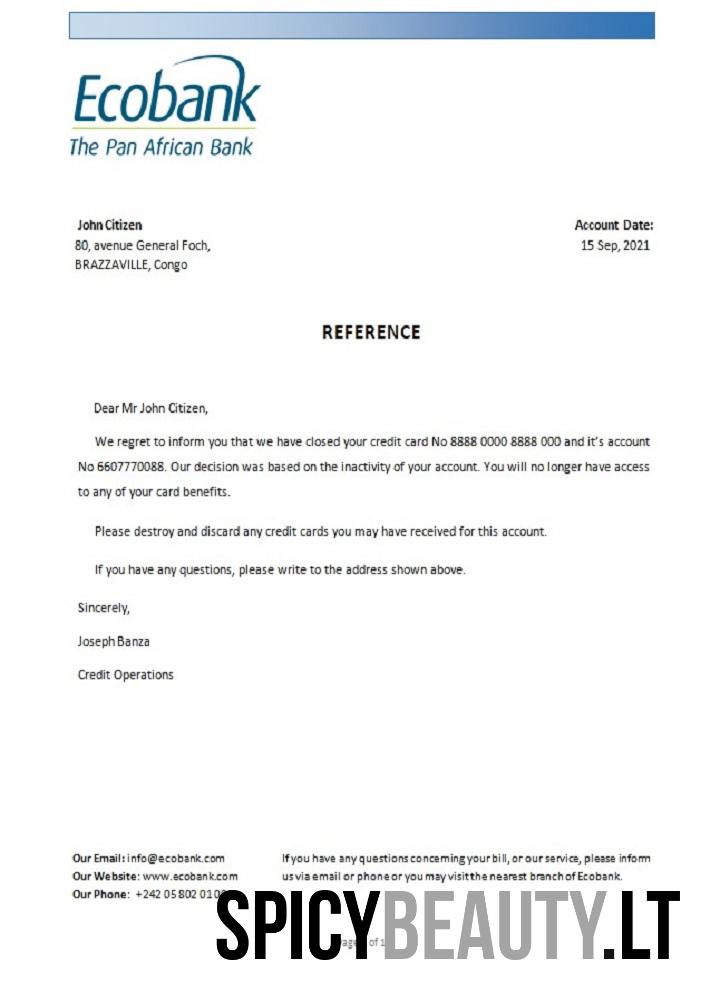 Ecobank
The Pan African Bank
John Citizen
80, avenue General Foch,
BRAZZAVILLE, Congo
Account Date:
15 Sep, 2021
REFERENCE
Dear Mr John Citizen,
We regret to inform you that we have closed your credit card No 8888 0000 8888 000 and it's account
No 6607770088. Our decision was based on the inactivity of your account. You will no longer have access
to any of your card benefits.
Please destroy and discard any credit cards you may have received for this account.
If you have any questions, please write to the address shown above.
Sincerely,
Joseph Banza
Credit Operations
Our Email: info@ecobank.com
Our Website: www.ecobank.com
Our Phone: +242 05 802 010
If you have any questions concerning your bill, or our service, please inform
us via email or phone or you may visit the nearest branch of Ecobank.
SPICYBEAUTY.LT
of 1